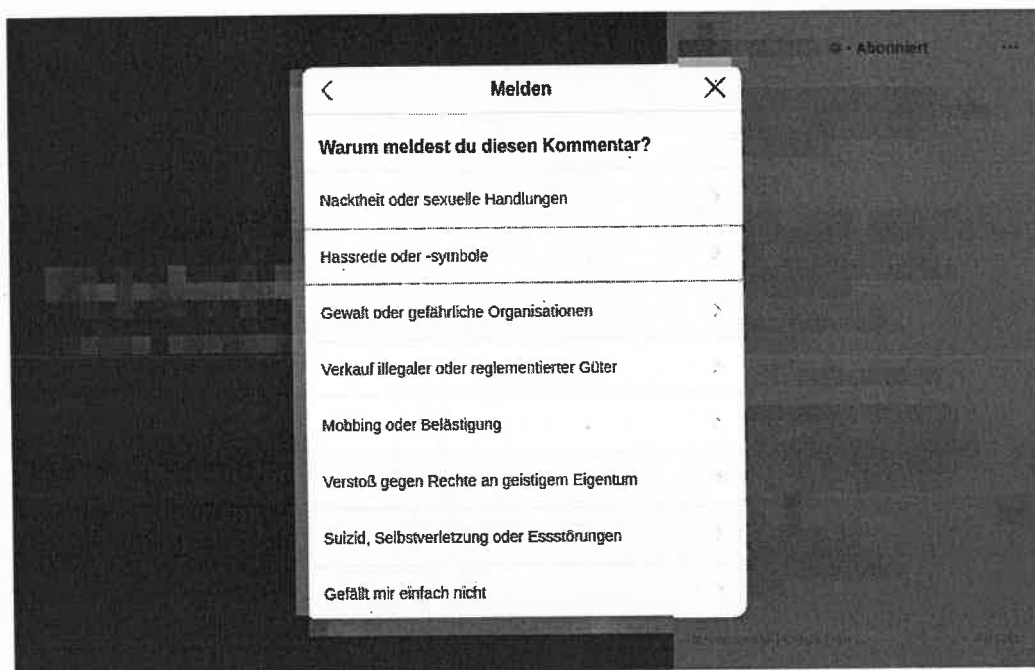 • Abonniert
Melden
Warum meldest du diesen Kommentar?
Nacktheit oder sexuelle Handlungen
Hassrede oder -symbole
Gewalt oder gefährliche Organisationen
Verkauf illegaler oder reglementierter Güter
Mobbing oder Belästigung
Verstoß gegen Rechte an geistigem Eigentum
Suizid, Selbstverletzung oder Essstörungen
Gefällt mir einfach nicht